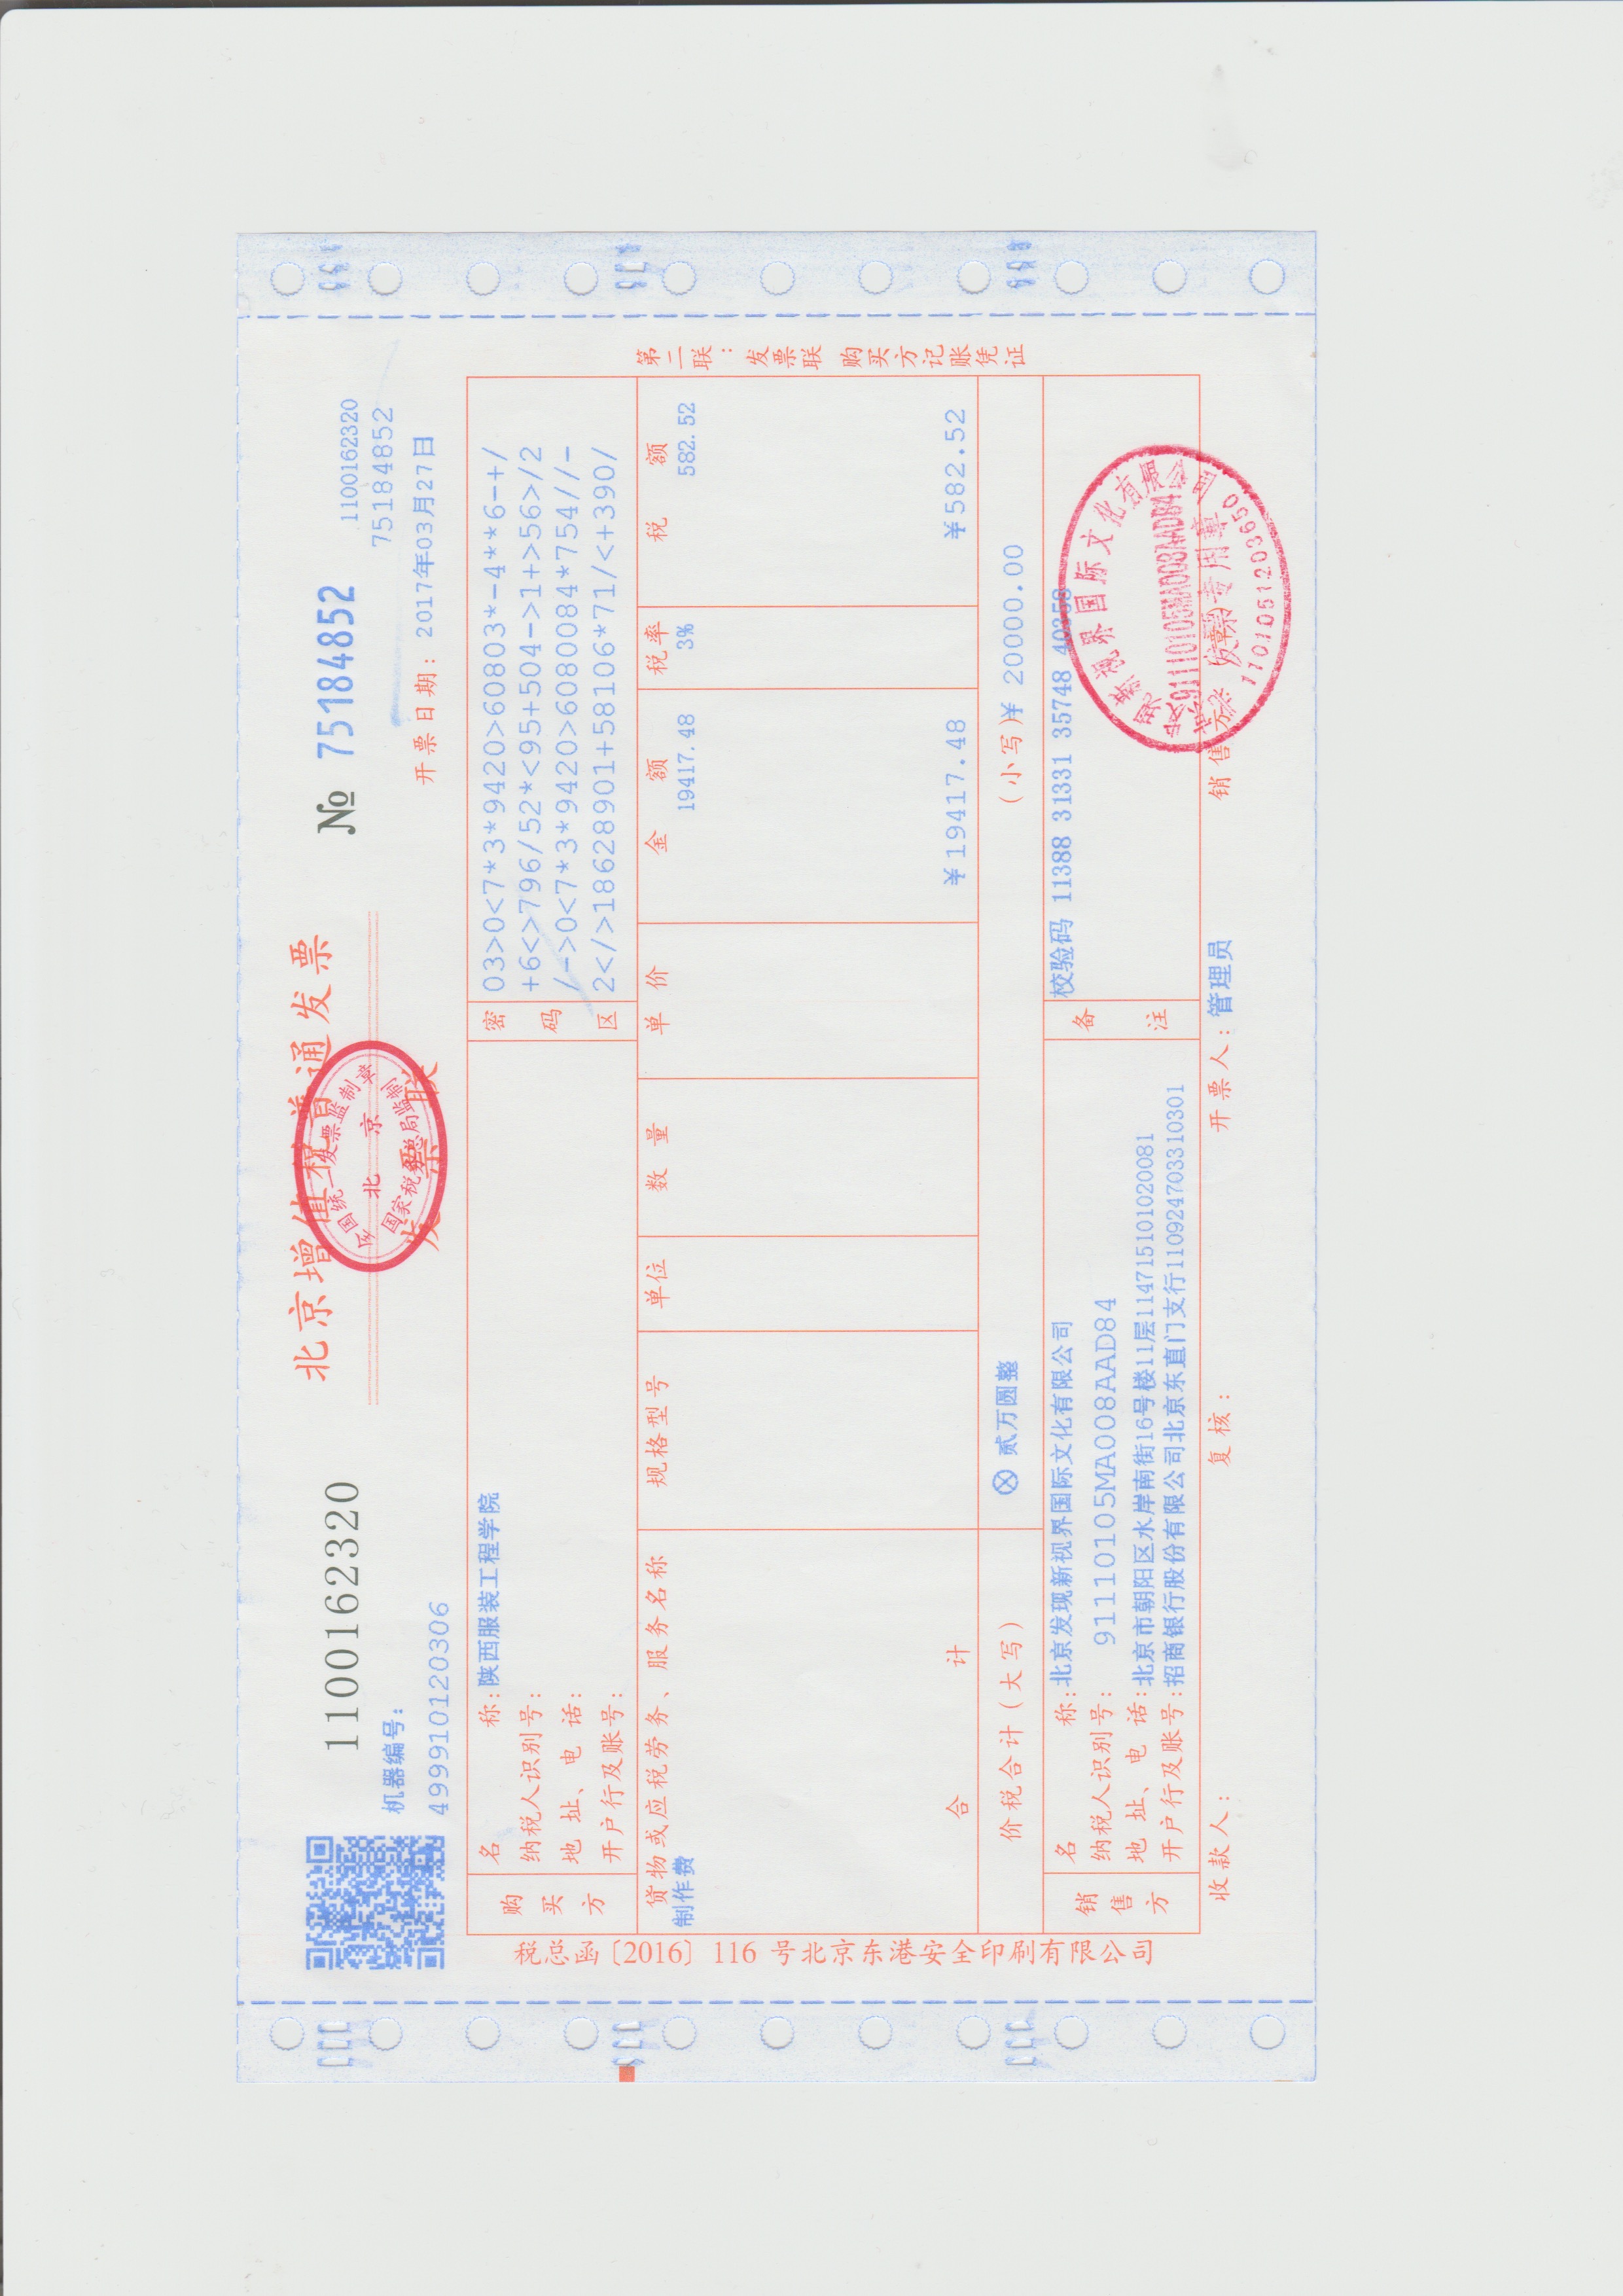 北京增值税普通发票
发票联
全国统一发票监制章
北京
国家税务总局监制
1100162320
机器编号:
499910120306
№ 75184852
1100162320
75184852
开票日期: 2017年03月27日
税总函〔2016〕116号北京东港安全印刷有限公司
购买方
名称:陕西服装工程学院
纳税人识别号:
地址、电话:
开户行及账号:
密码区
03>0<7*3*9420>60803*-4**6-+/
+6<>796/52*<95+504->1+>56>/2
/->0<7*3*9420>6080084*754//-
2</>18628901+58106*71/<+390/
货物或应税劳务、服务名称 规格型号 单位 数量 单价 金额 税率 税额
制作费 19417.48 3% 582.52
合计 ¥19417.48 ¥582.52
价税合计(大写) ⊗ 贰万圆整 (小写)¥ 20000.00
销售方
名称:北京发现新视界国际文化有限公司
纳税人识别号: 91110105MA008AAD84
地址、电话:北京市朝阳区水岸南街16号楼11层114715101020081
开户行及账号:招商银行股份有限公司北京东直门支行110924703310301
备注
校验码 11388 31331 35748 40358
收款人: 复核: 开票人:管理员 销售方:(章)
北京发现新视界国际文化有限公司
91110105MA008AAD84
发票专用章
1101051203650
第二联:发票联 购买方记账凭证